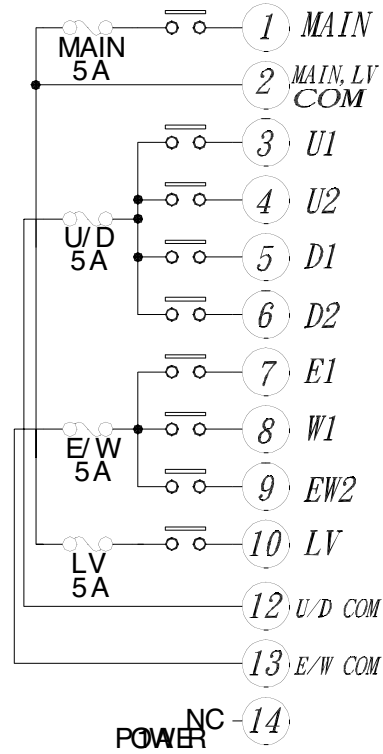 1 MAIN
MAIN
5A
2 MAIN, LV
COM
3 U1
4 U2
U/D
5A
5 D1
6 D2
7 E1
E/W
5A
8 W1
9 EW2
10 LV
LV
5A
12 U/D COM
13 E/W COM
NC 14